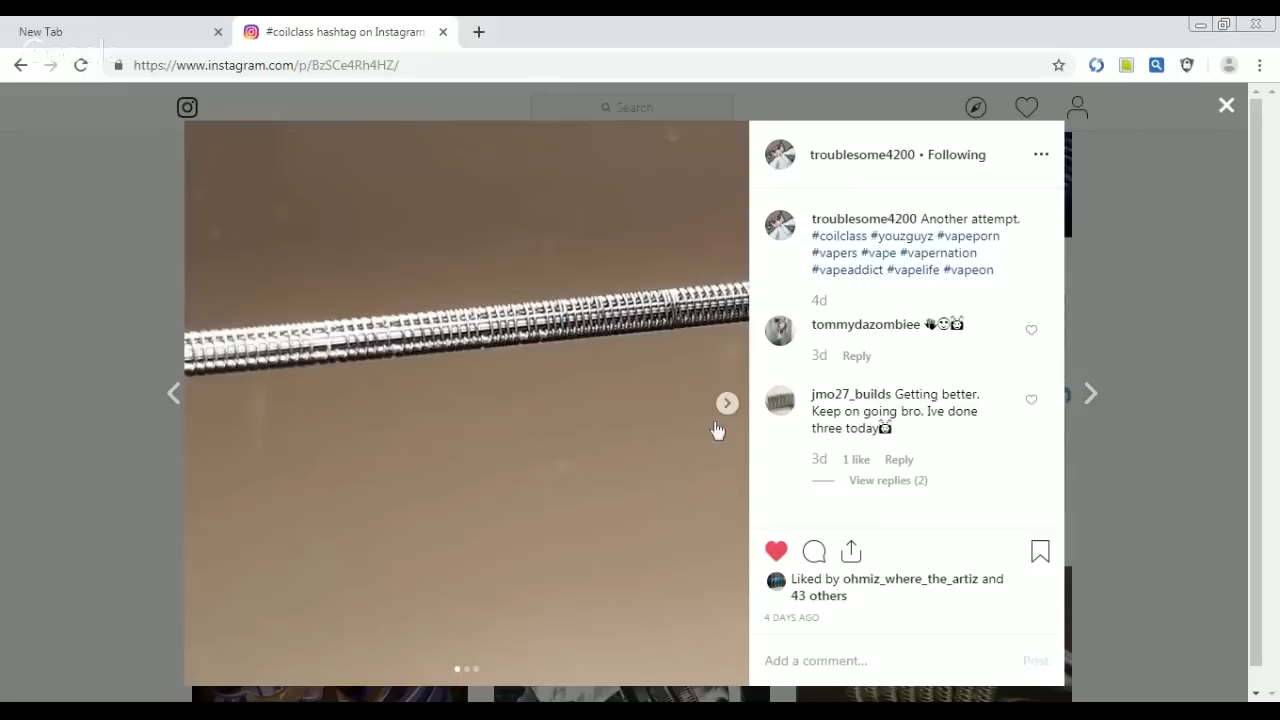 New Tab
#coilclass hashtag on Instagram
https://www.instagram.com/p/BzSCe4Rh4HZ/
Search
troublesome4200 • Following
troublesome4200 Another attempt.
#coilclass #youzguyz #vapeporn
#vapers #vape #vapernation
#vapeaddict #vapelife #vapeon
4d
tommydazombiee
3d Reply
jmo27_builds Getting better.
Keep on going bro. Ive done
three today
3d 1 like Reply
View replies (2)
Liked by ohmiz_where_the_artiz and
43 others
4 DAYS AGO
Add a comment... Post